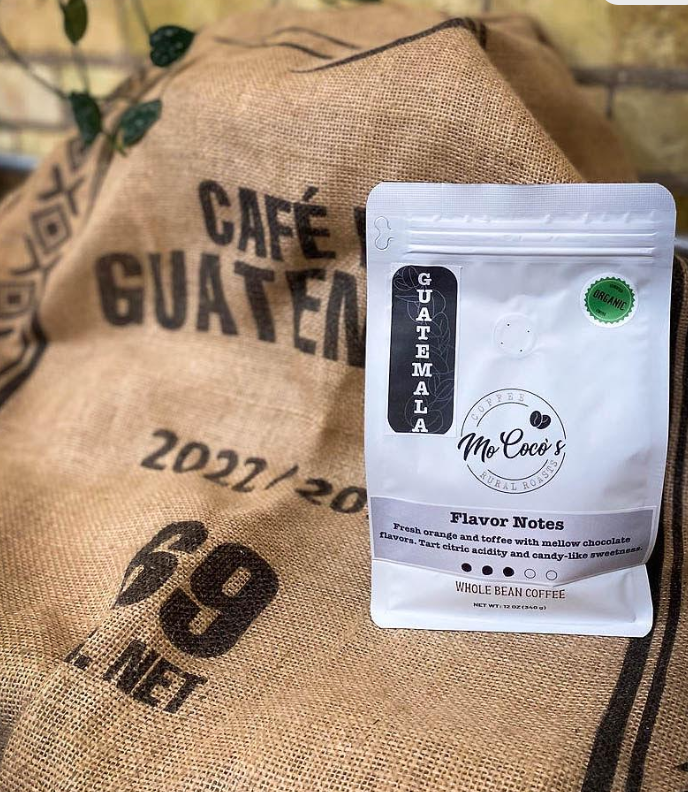 CAFÉ
GUATEM
2022/20
69
NET
GUATEMALA
ORGANIC
COFFEE
Mo Coco's
RURAL ROASTS
Flavor Notes
Fresh orange and toffee with mellow chocolate
flavors. Tart citric acidity and candy-like sweetness.
WHOLE BEAN COFFEE
NET WT: 12 OZ (340 g)